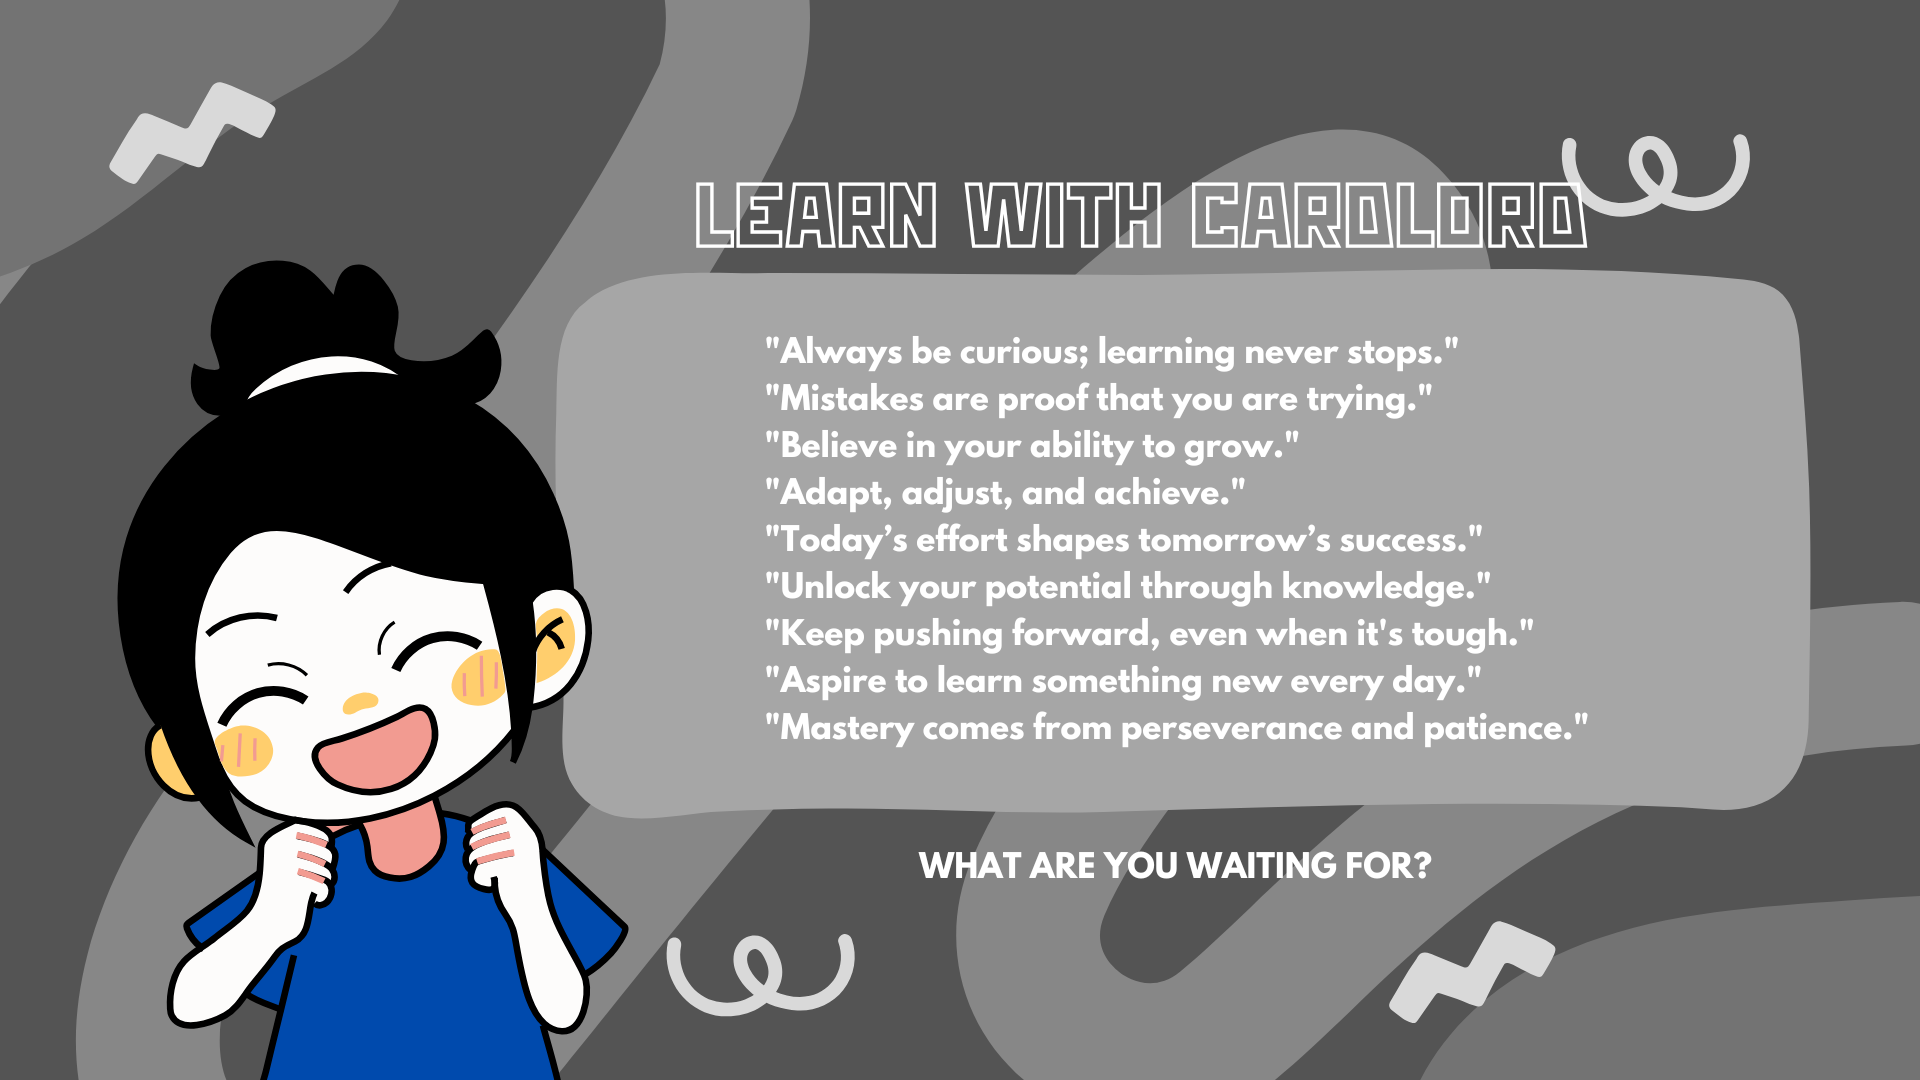 LEARN WITH CAROLORD
"Always be curious; learning never stops."
"Mistakes are proof that you are trying."
"Believe in your ability to grow."
"Adapt, adjust, and achieve."
"Today’s effort shapes tomorrow’s success."
"Unlock your potential through knowledge."
"Keep pushing forward, even when it's tough."
"Aspire to learn something new every day."
"Mastery comes from perseverance and patience."
WHAT ARE YOU WAITING FOR?